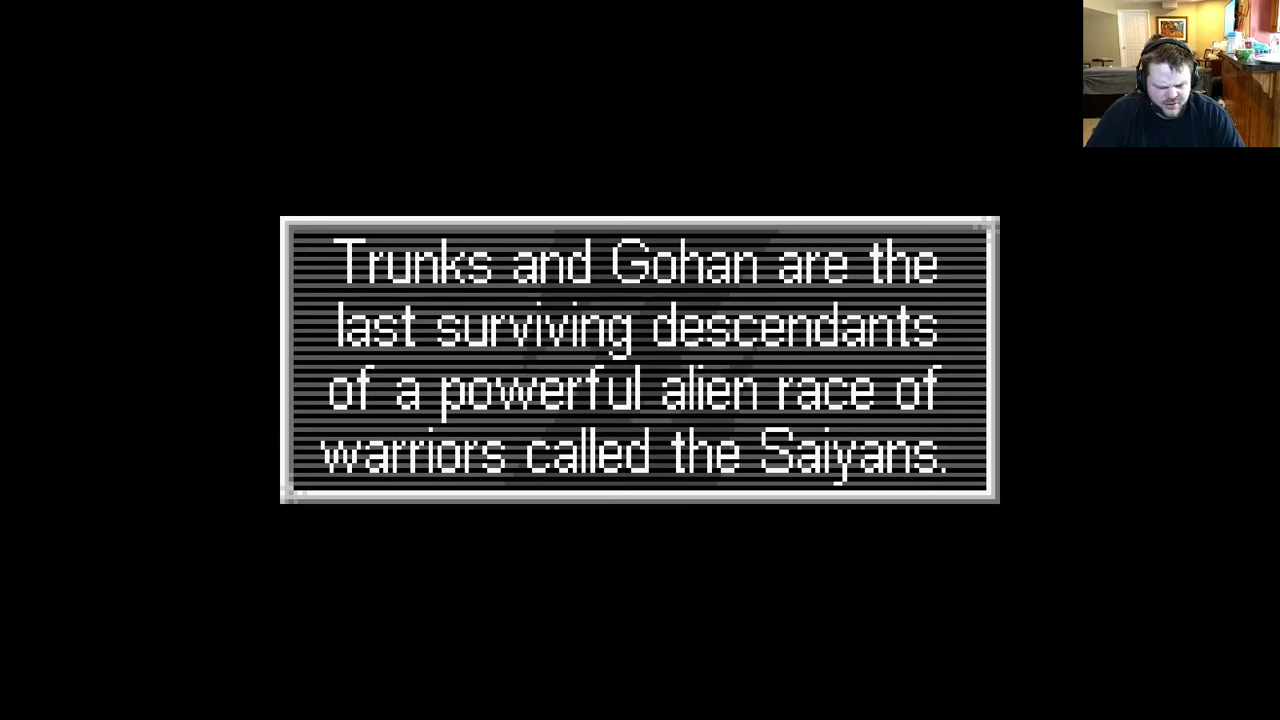 Trunks and Gohan are the
last surviving descendants
of a powerful alien race of
warriors called the Saiyans.